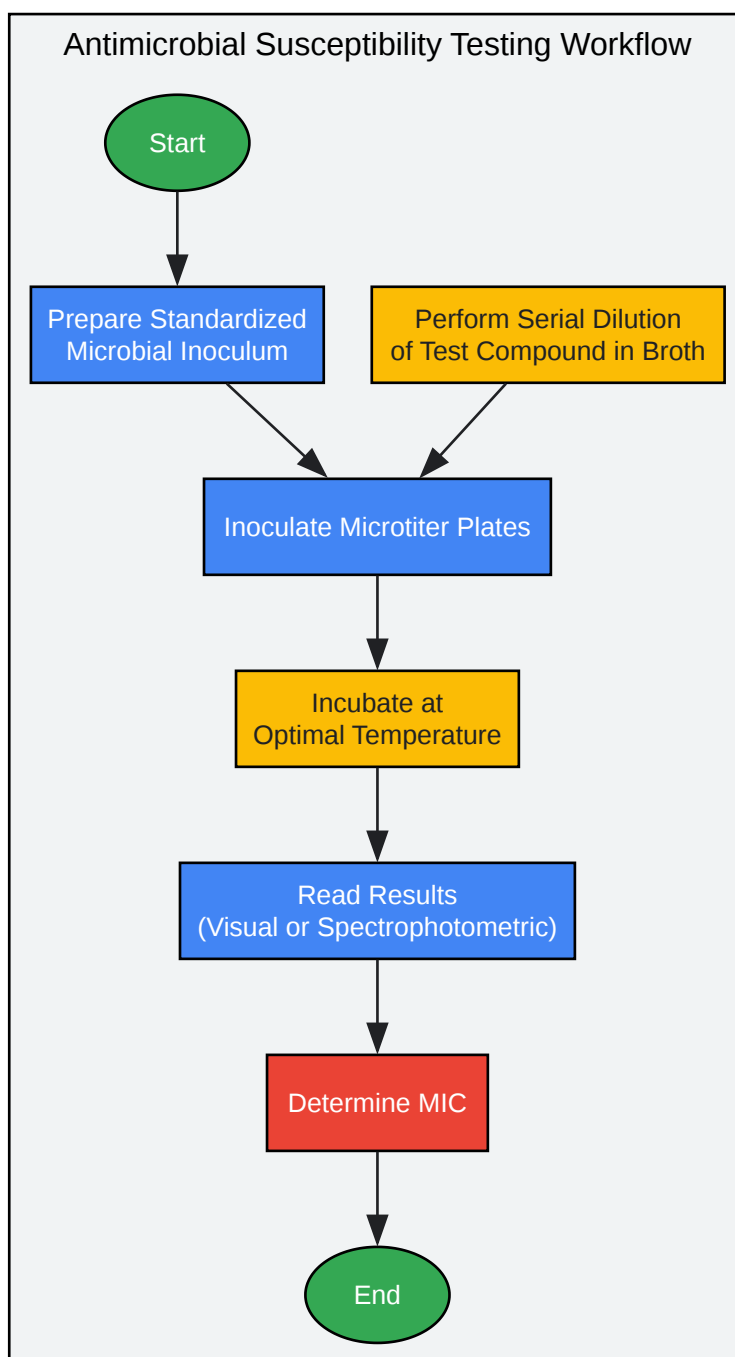 Antimicrobial Susceptibility Testing Workflow
Start
Prepare Standardized
Microbial Inoculum
Perform Serial Dilution
of Test Compound in Broth
Inoculate Microtiter Plates
Incubate at
Optimal Temperature
Read Results
(Visual or Spectrophotometric)
Determine MIC
End